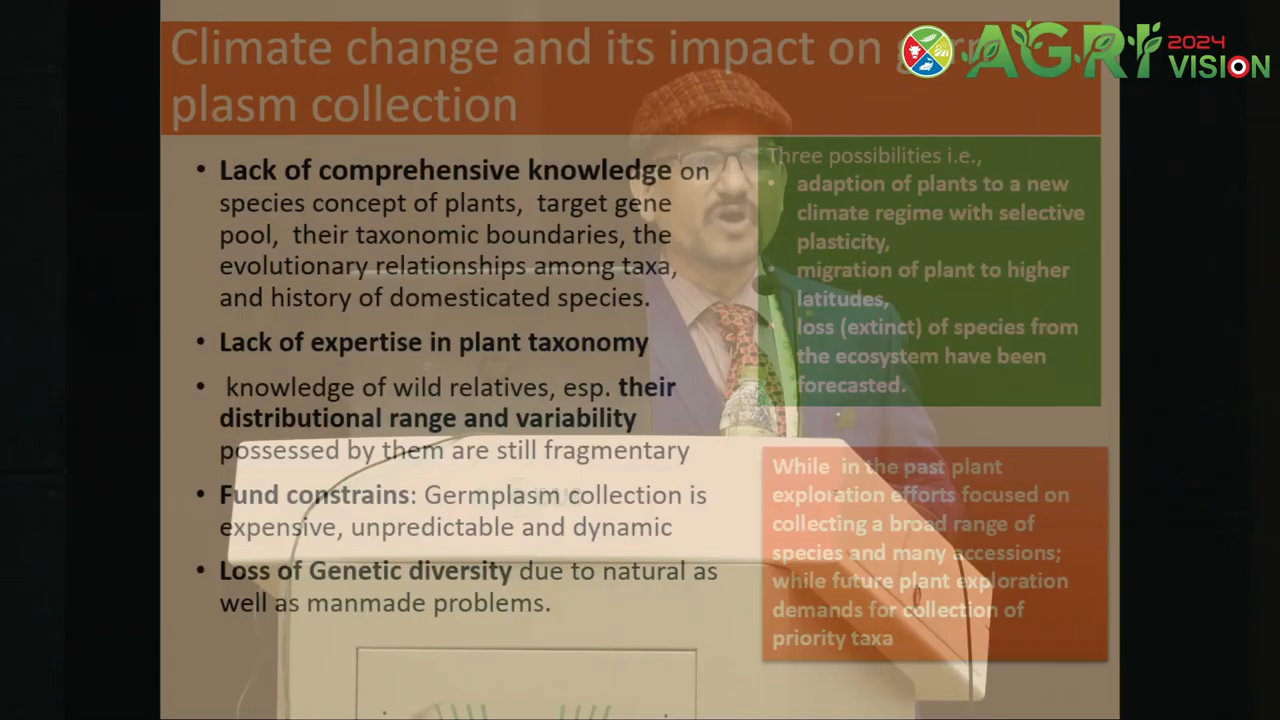 Climate change and its impact on
plasm collection
AGRI 2024
VISION
• Lack of comprehensive knowledge on
species concept of plants, target gene
pool, their taxonomic boundaries, the
evolutionary relationships among taxa,
and history of domesticated species.
• Lack of expertise in plant taxonomy
• knowledge of wild relatives, esp. their
distributional range and variability
possessed by them are still fragmentary
• Fund constrains: Germplasm collection is
expensive, unpredictable and dynamic
• Loss of Genetic diversity due to natural as
well as manmade problems.
Three possibilities i.e.,
• adaption of plants to a new
climate regime with selective
plasticity,
• migration of plant to higher
latitudes,
• loss (extinct) of species from
the ecosystem have been
forecasted.
While in the past plant
exploration efforts focused on
collecting a broad range of
species and many accessions;
while future plant exploration
demands for collection of
priority taxa